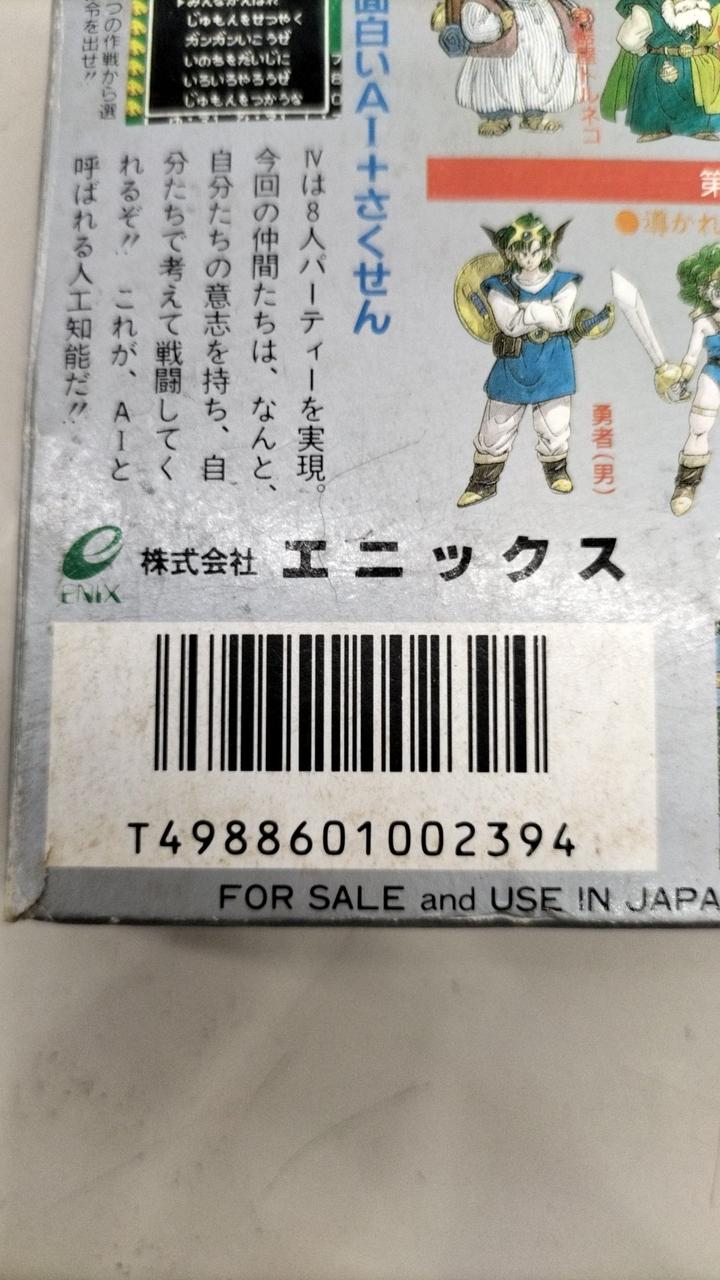 みんながんばれ
じゅもんをせつやく
ガンガンいこうぜ
いのちをだいじに
いろいろやろうぜ
じゅもんをつかうな
つの作戦から選
令を出せ!!
面白いAI+さくせん
IVは8人パーティーを実現。
今回の仲間たちは、なんと、
自分たちの意志を持ち、自
分たちで考えて戦闘してく
れるぞ!! これが、AIと
呼ばれる人工知能だ!!
トルネコ
第
●導かれ
勇者(男)
ENIX
株式会社 エニックス
T4988601002394
FOR SALE and USE IN JAPA